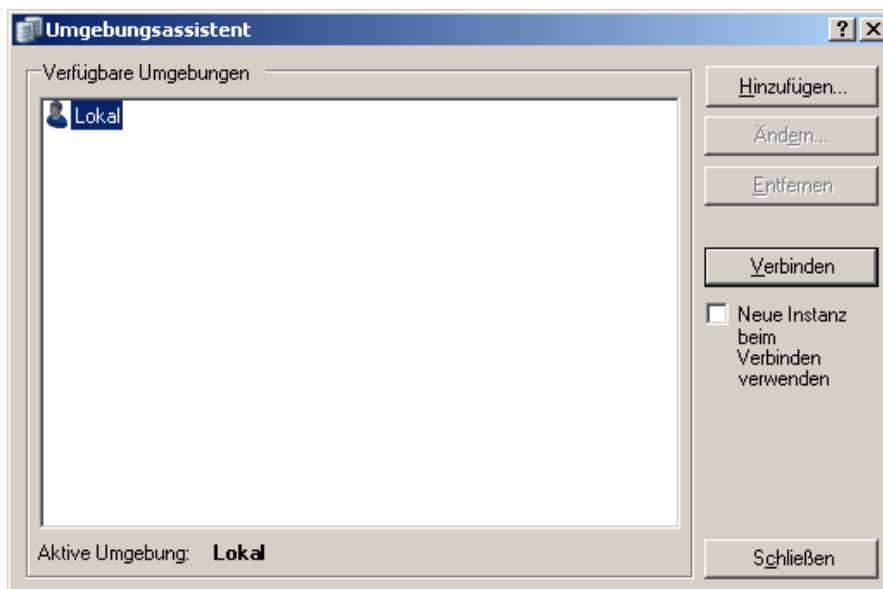 Umgebungsassistent
Verfügbare Umgebungen
Lokal
Hinzufügen...
Ändern...
Entfernen
Verbinden
Neue Instanz
beim
Verbinden
verwenden
Aktive Umgebung: Lokal
Schließen